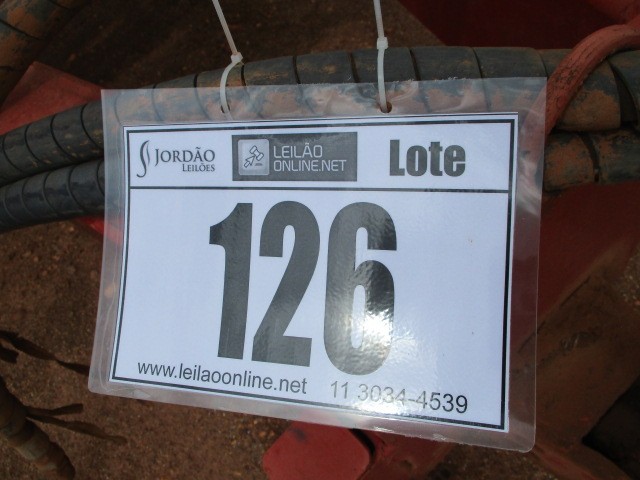 JORDÃO
LEILÕES
LEILÃO
ONLINE.NET
Lote
126
www.leilaoonline.net
11 3034-4539